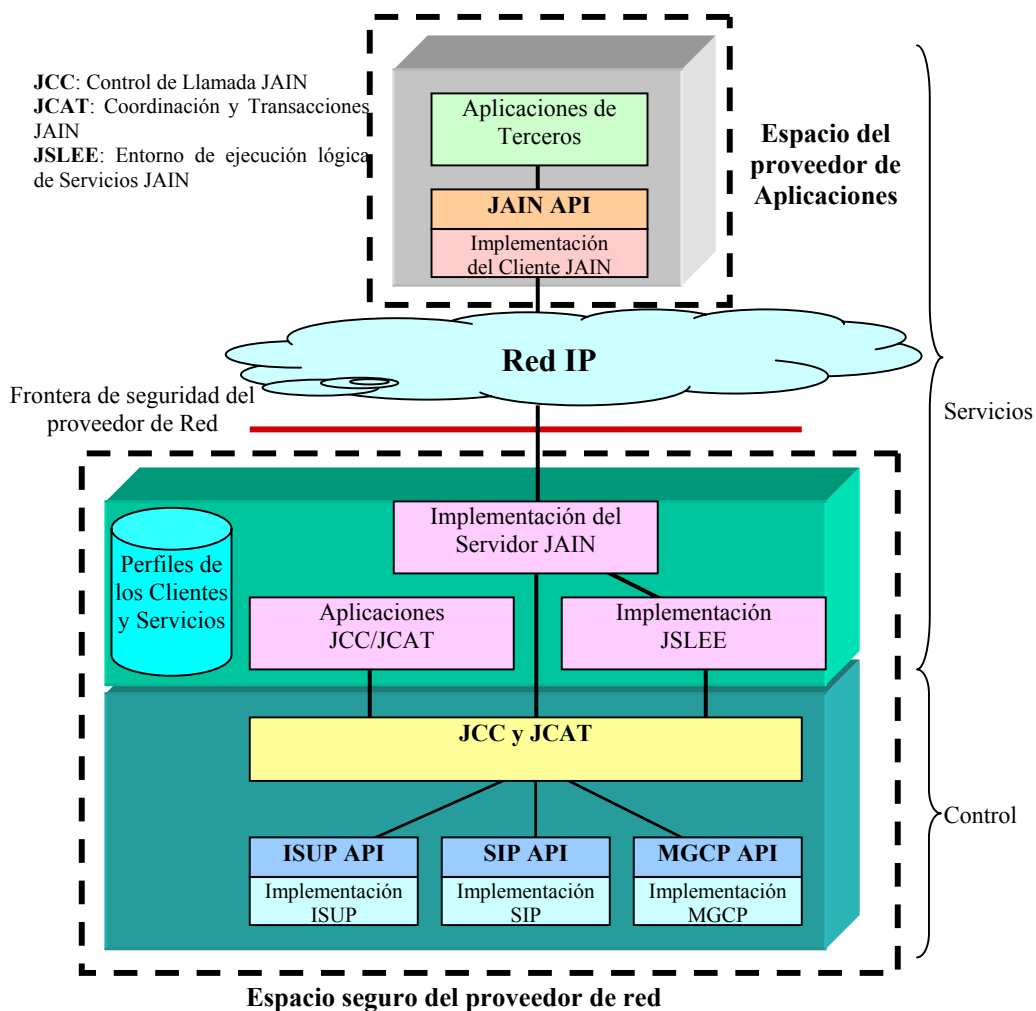 JCC: Control de Llamada JAIN
JCAT: Coordinación y Transacciones
JAIN
JSLEE: Entorno de ejecución lógica
de Servicios JAIN
Aplicaciones de
Terceros
JAIN API
Implementación
del Cliente JAIN
Espacio del
proveedor de
Aplicaciones
Red IP
Frontera de seguridad del
proveedor de Red
Servicios
Implementación del
Servidor JAIN
Perfiles de
los Clientes
y Servicios
Aplicaciones
JCC/JCAT
Implementación
JSLEE
JCC y JCAT
Control
ISUP API
Implementación
ISUP
SIP API
Implementación
SIP
MGCP API
Implementación
MGCP
Espacio seguro del proveedor de red